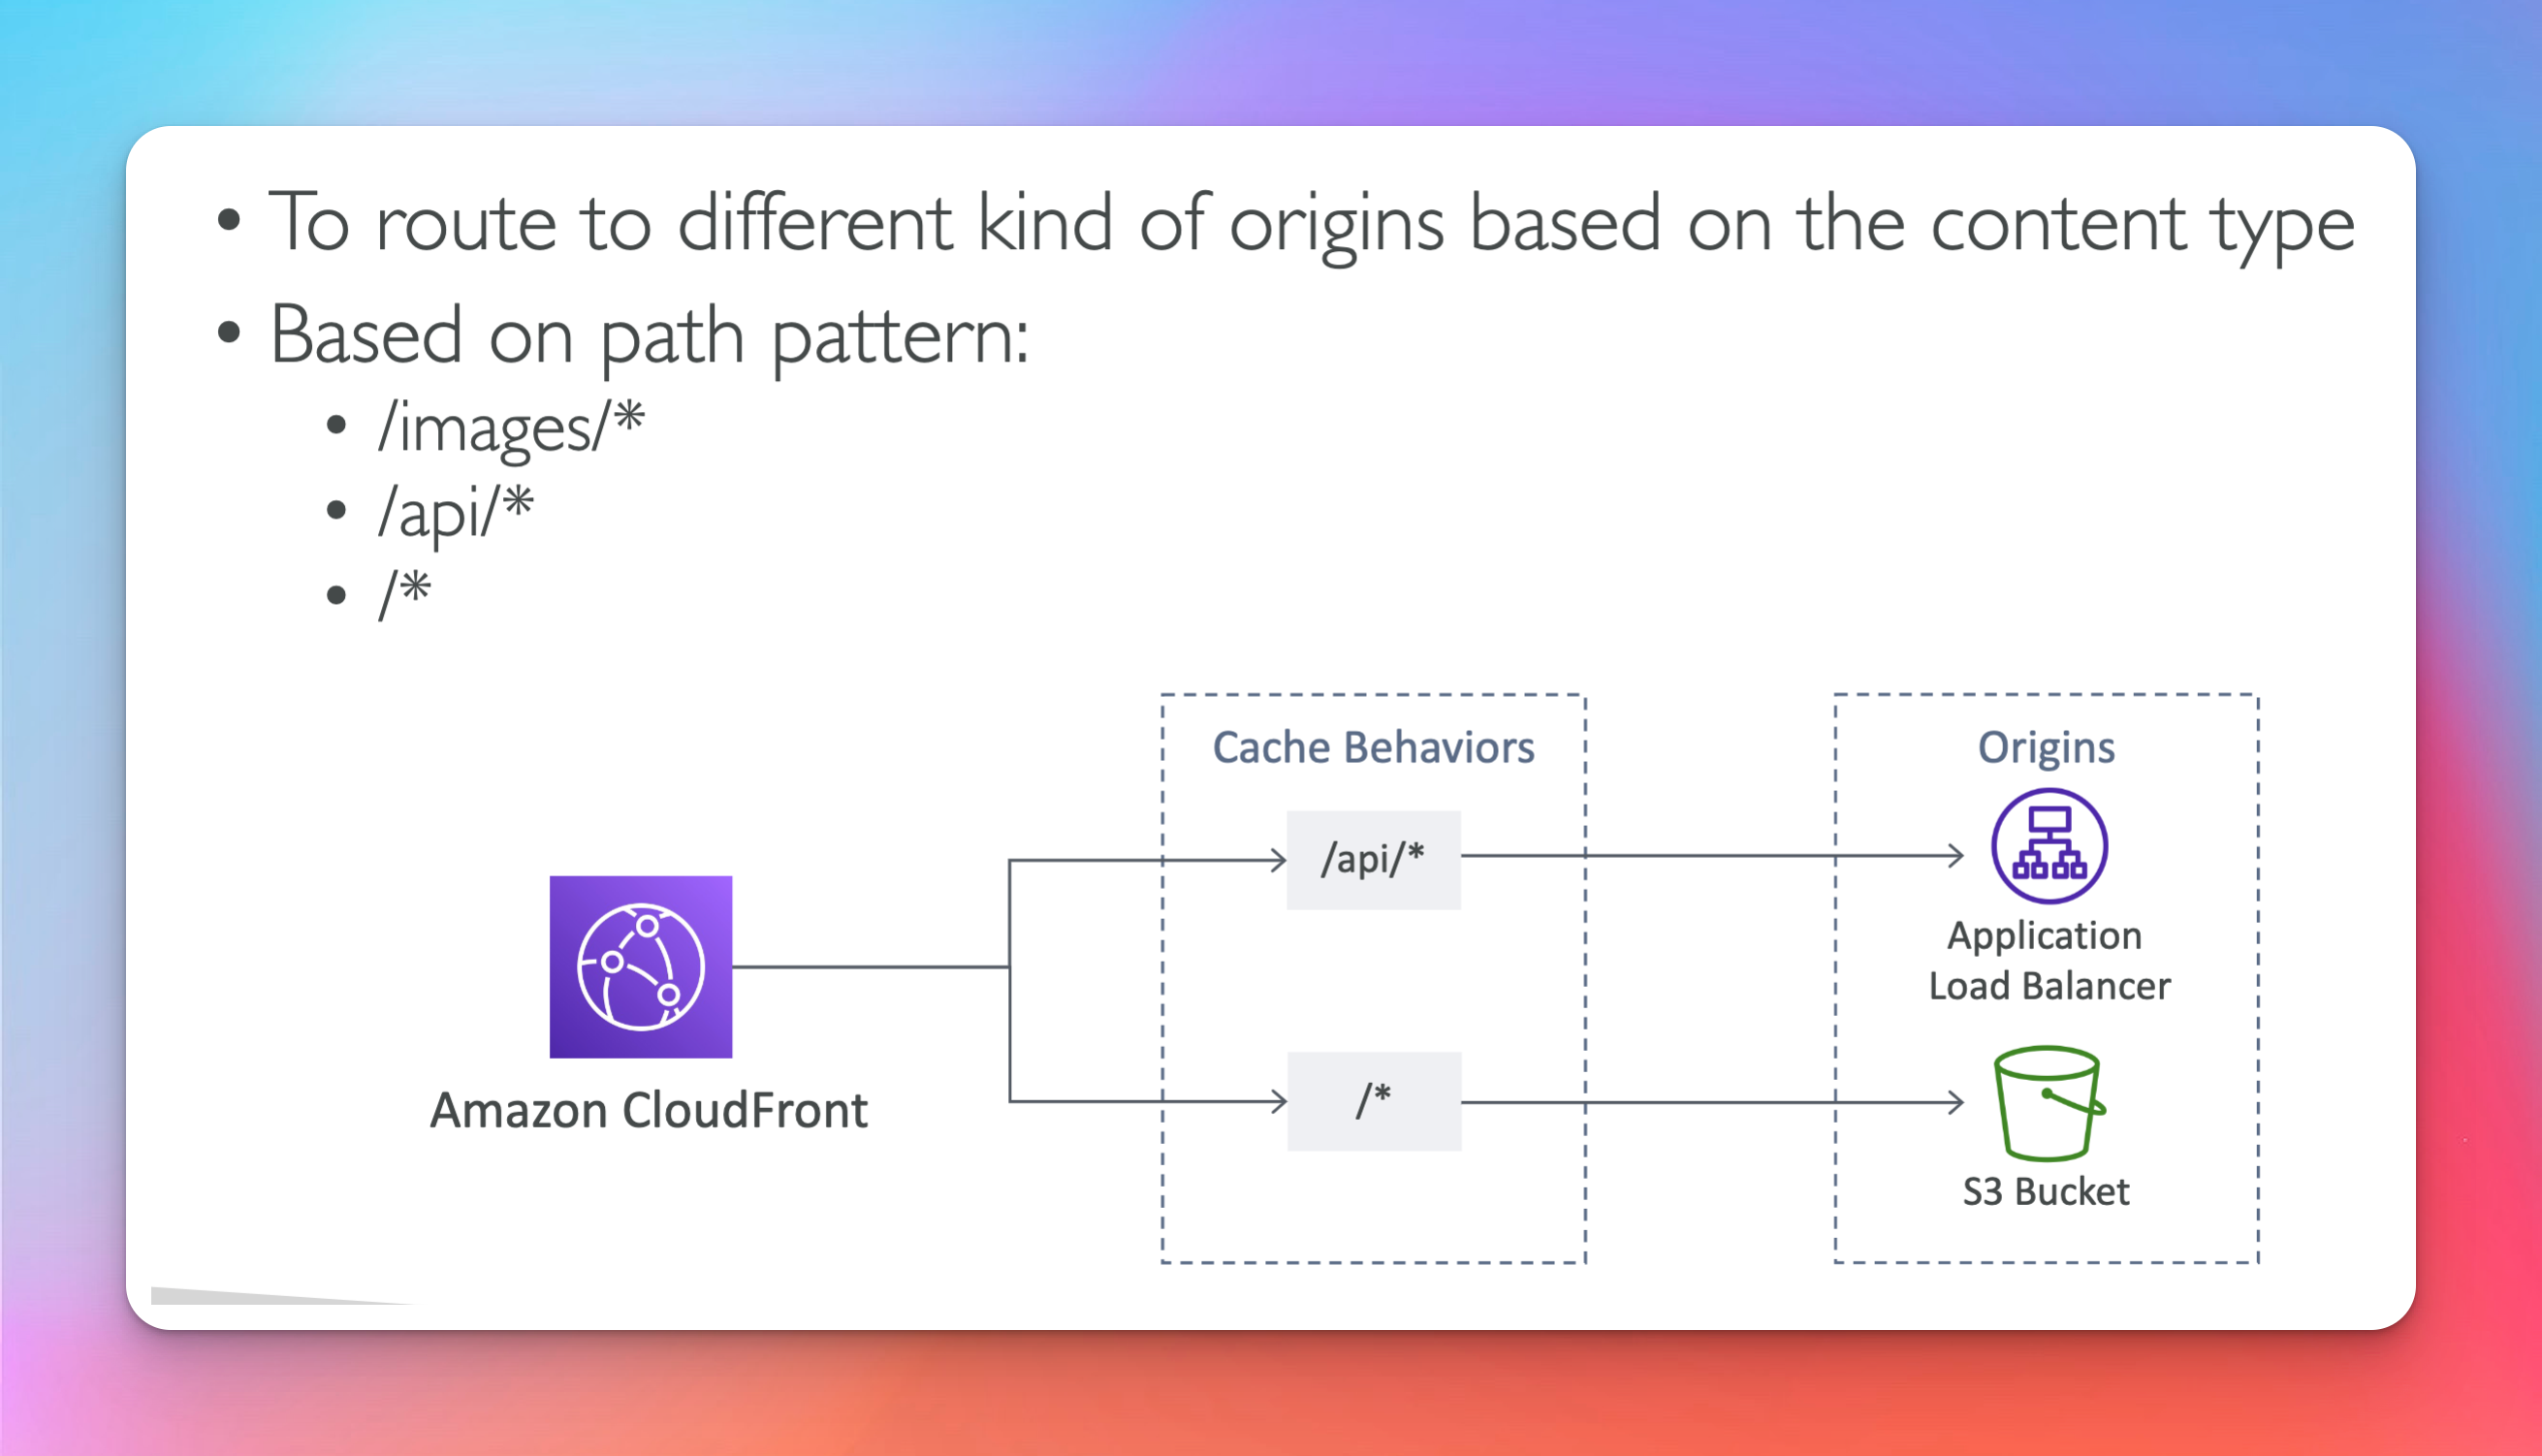 • To route to different kind of origins based on the content type
• Based on path pattern:
• /images/*
• /api/*
• /*
Cache Behaviors
Origins
/api/*
Application
Load Balancer
Amazon CloudFront
/*
S3 Bucket